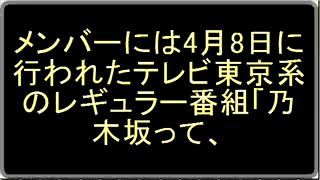 メンバーには4月8日に
行われたテレビ東京系
のレギュラー番組「乃
木坂って、